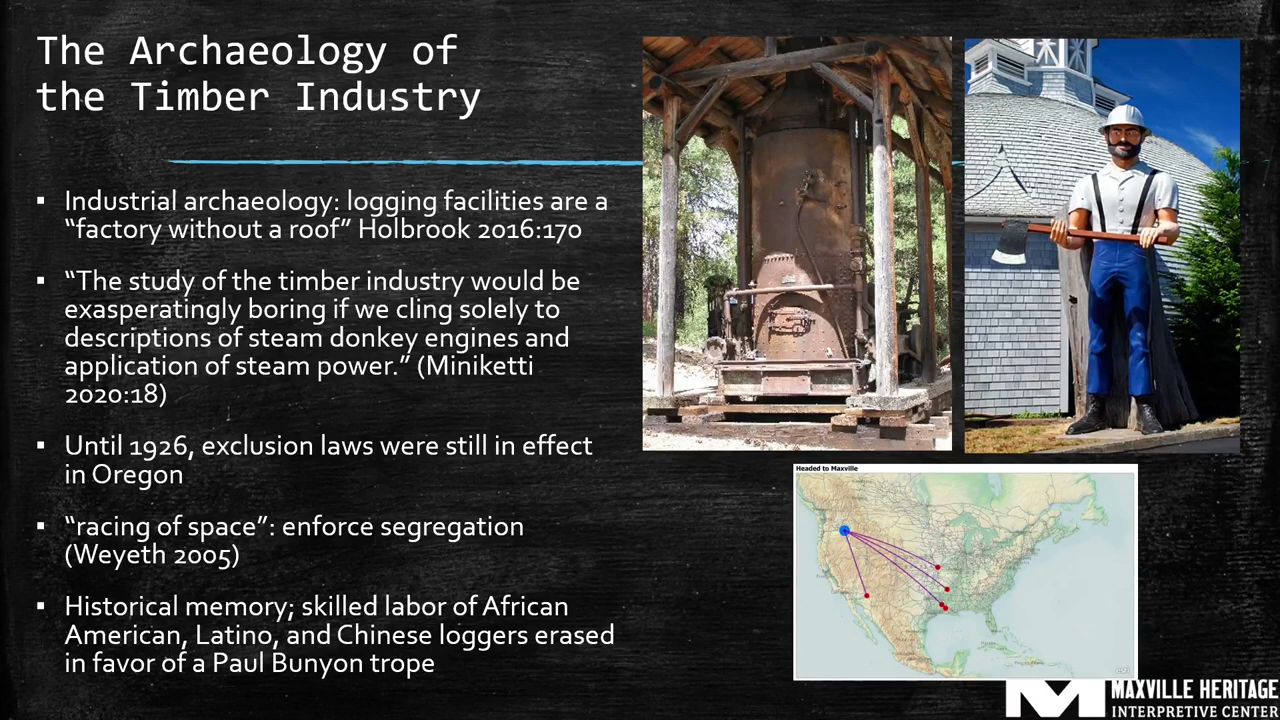 The Archaeology of
the Timber Industry
▪ Industrial archaeology: logging facilities are a
“factory without a roof” Holbrook 2016:170
▪ “The study of the timber industry would be
exasperatingly boring if we cling solely to
descriptions of steam donkey engines and
application of steam power.” (Miniketti
2020:18)
▪ Until 1926, exclusion laws were still in effect
in Oregon
▪ “racing of space”: enforce segregation
(Weyeth 2005)
▪ Historical memory; skilled labor of African
American, Latino, and Chinese loggers erased
in favor of a Paul Bunyon trope
Headed to Maxville
esri
MAXVILLE HERITAGE
INTERPRETIVE CENTER